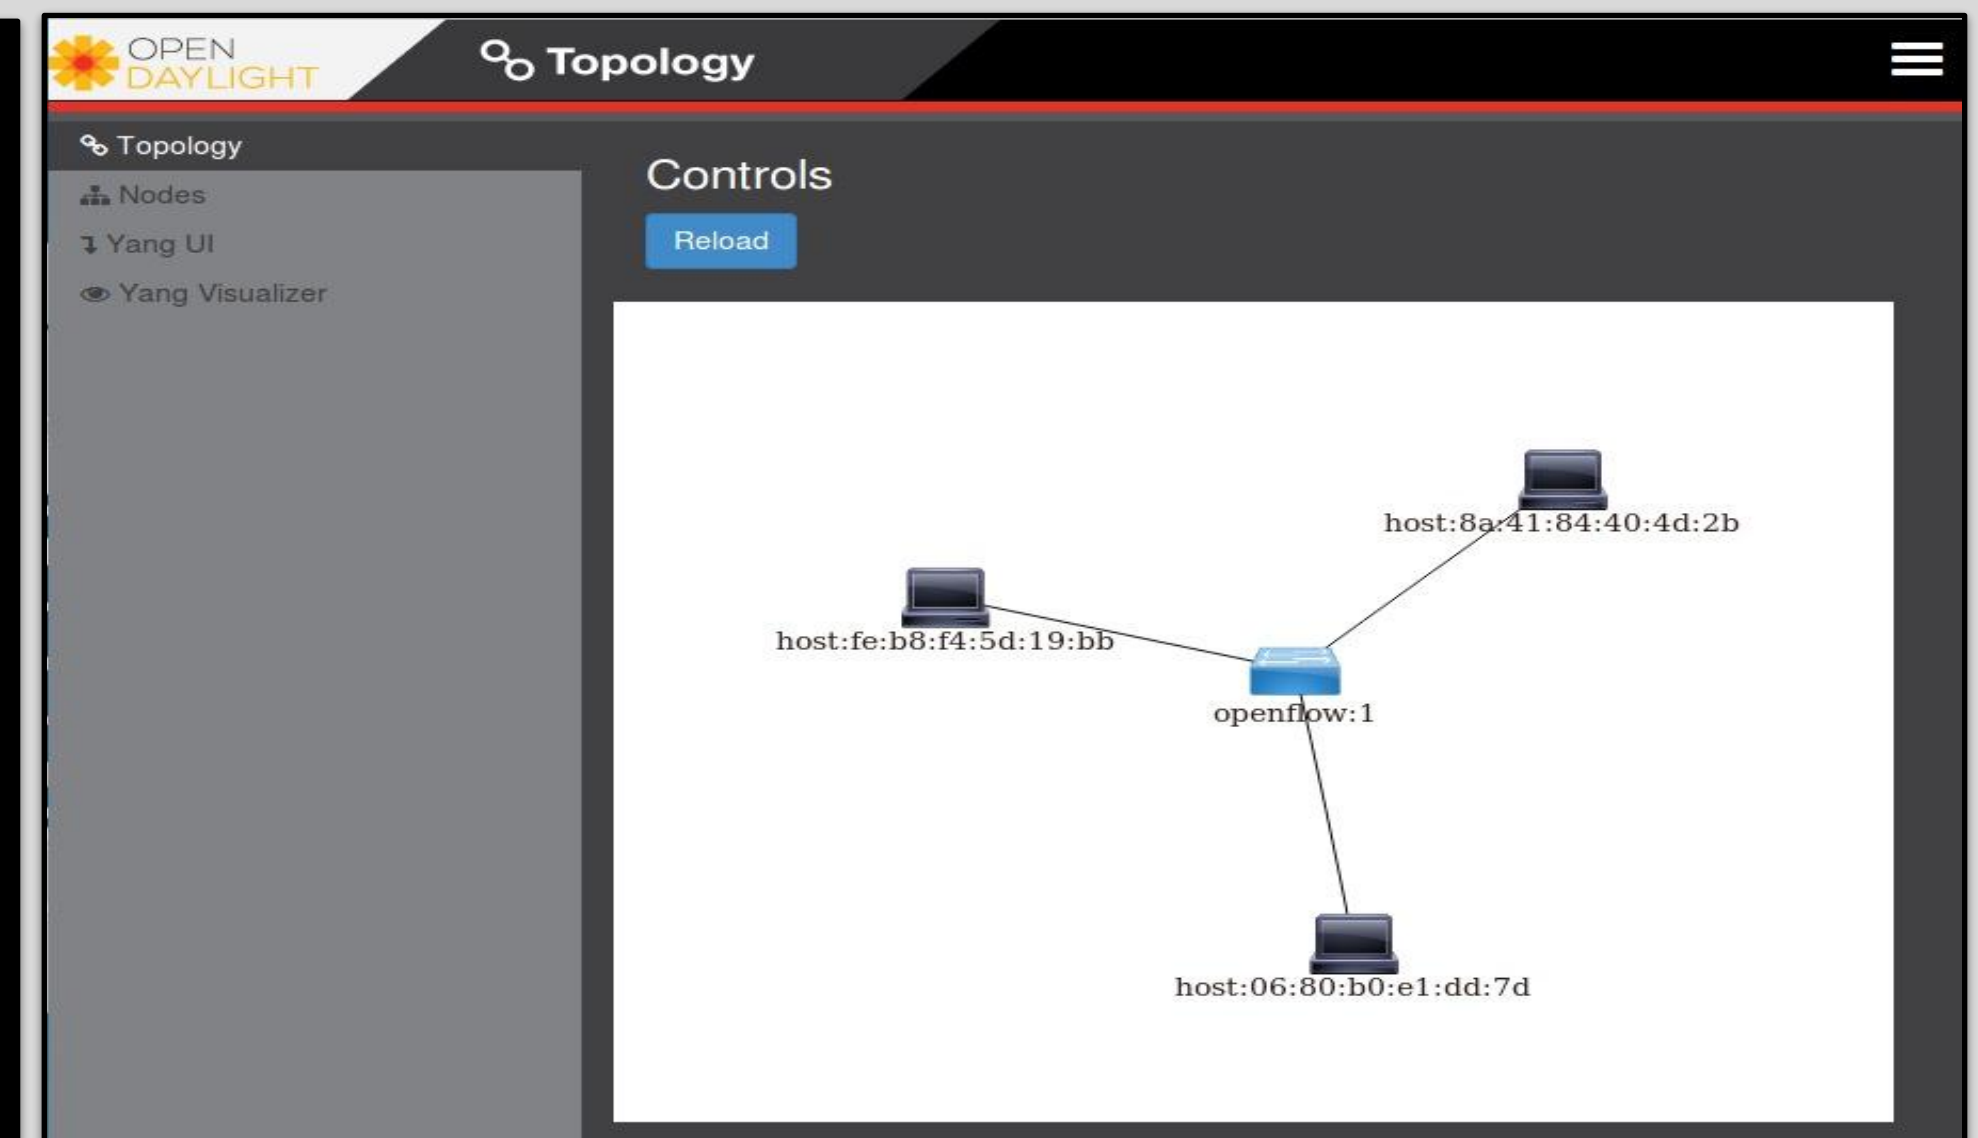 OPEN
DAYLIGHT
Topology
Topology
Nodes
Yang UI
Yang Visualizer
Controls
Reload
host:8a:41:84:40:4d:2b
host:fe:b8:f4:5d:19:bb
openflow:1
host:06:80:b0:e1:dd:7d